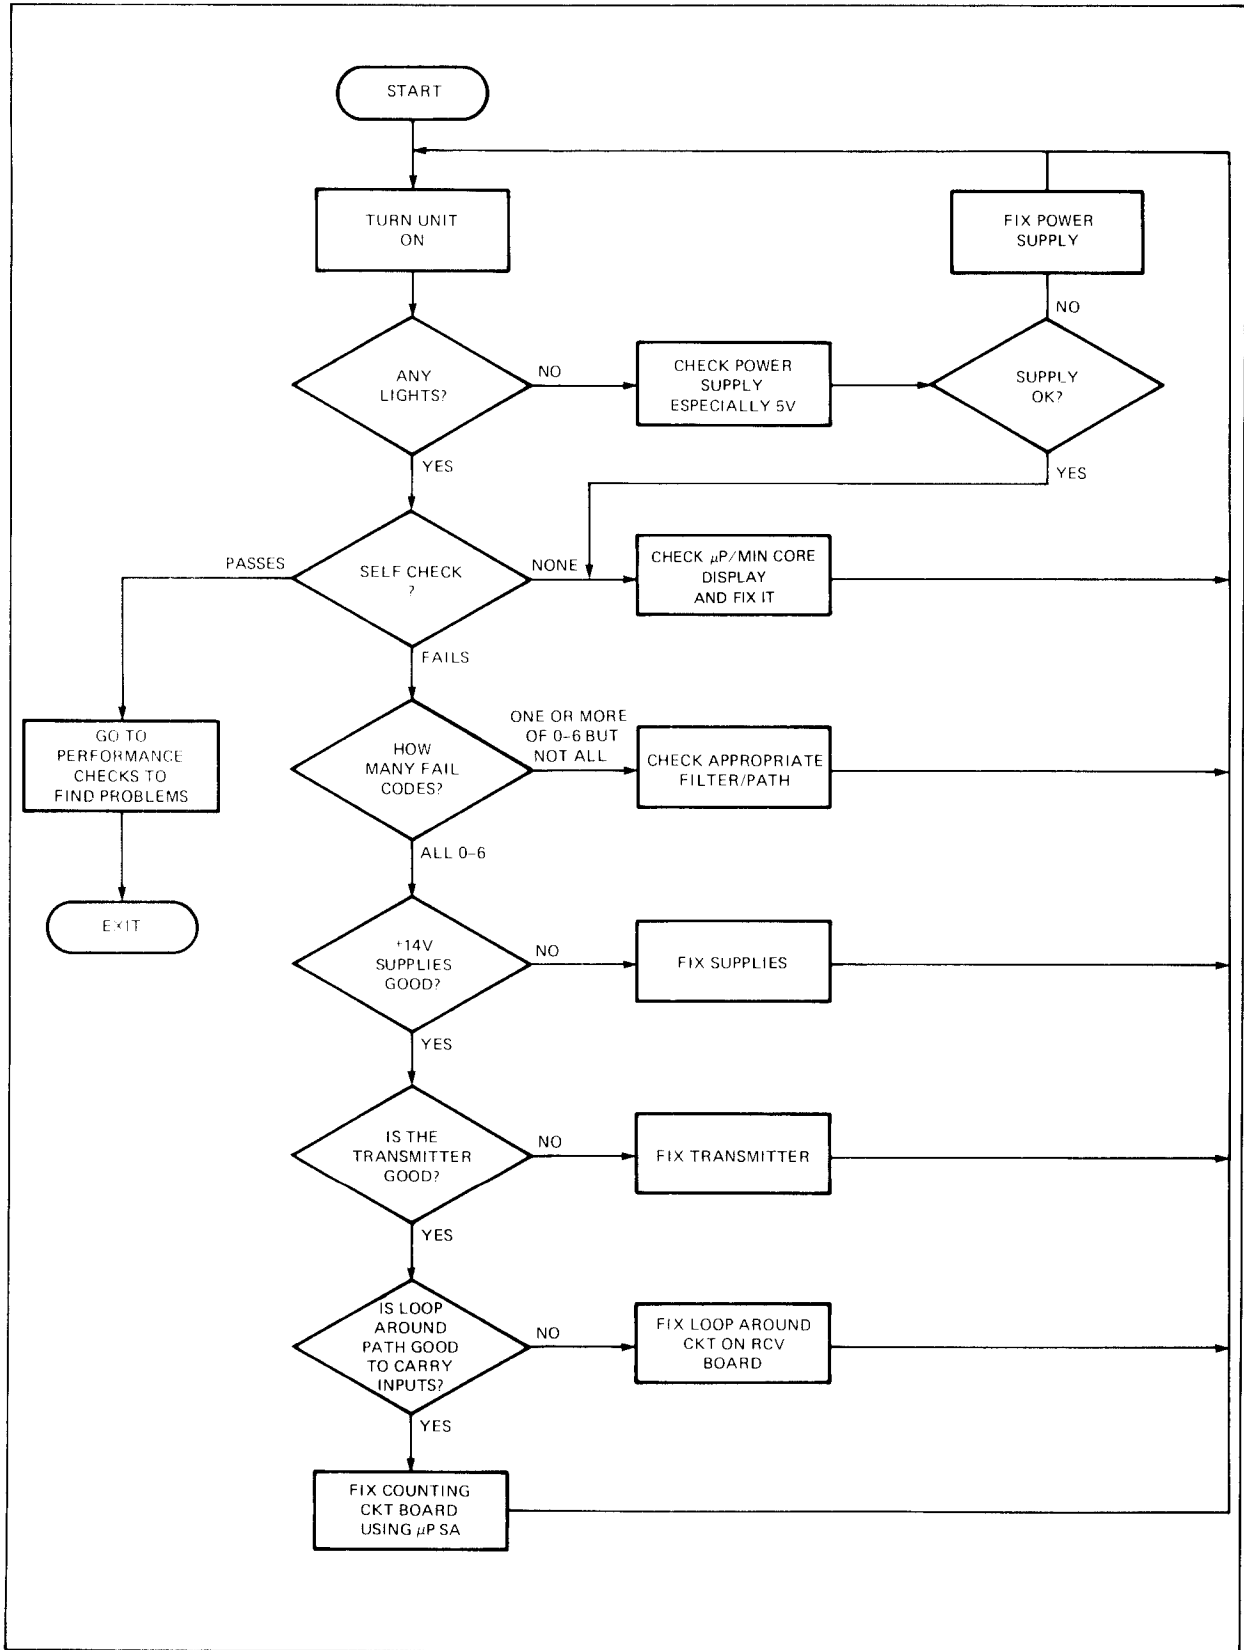 START
TURN UNIT
ON
FIX POWER
SUPPLY
NO
ANY
LIGHTS?
NO
CHECK POWER
SUPPLY
ESPECIALLY 5V
SUPPLY
OK?
YES
YES
PASSES
SELF CHECK
?
NONE
CHECK μP/MIN CORE
DISPLAY
AND FIX IT
FAILS
GO TO
PERFORMANCE
CHECKS TO
FIND PROBLEMS
HOW
MANY FAIL
CODES?
ONE OR MORE
OF 0-6 BUT
NOT ALL
CHECK APPROPRIATE
FILTER/PATH
ALL 0-6
EXIT
+14V
SUPPLIES
GOOD?
NO
FIX SUPPLIES
YES
IS THE
TRANSMITTER
GOOD?
NO
FIX TRANSMITTER
YES
IS LOOP
AROUND
PATH GOOD
TO CARRY
INPUTS?
NO
FIX LOOP AROUND
CKT ON RCV
BOARD
YES
FIX COUNTING
CKT BOARD
USING μP SA